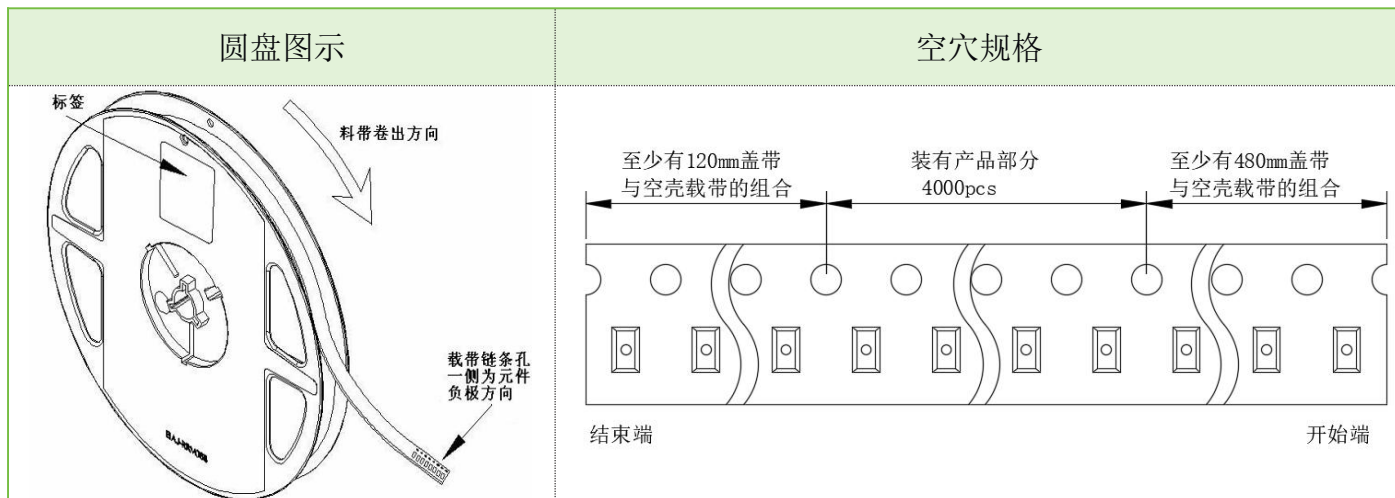 圆盘图示
空穴规格
标签
料带卷出方向
载带链条孔
一侧为元件
负极方向
至少有120mm盖带
与空壳载带的组合
装有产品部分
4000pcs
至少有480mm盖带
与空壳载带的组合
结束端
开始端